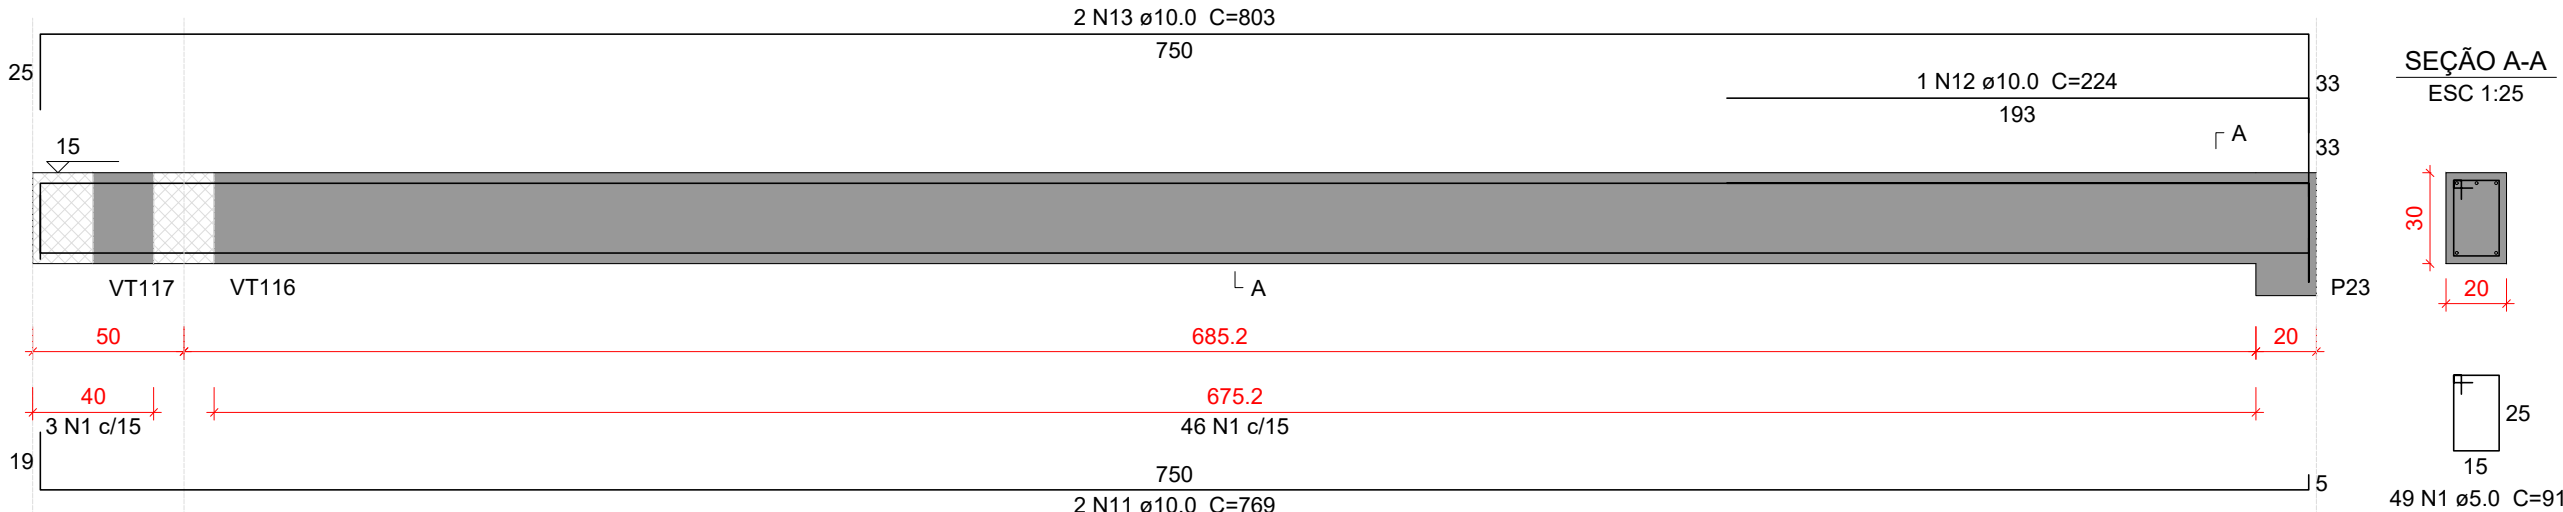 2 N13 ø10.0 C=803
750
25
33
1 N12 ø10.0 C=224
193
33
15
A
VT117
VT116
A
P23
50
685.2
20
40
675.2
3 N1 c/15
46 N1 c/15
19
750
5
2 N11 ø10.0 C=769
SEÇÃO A-A
ESC 1:25
30
20
25
15
49 N1 ø5.0 C=91